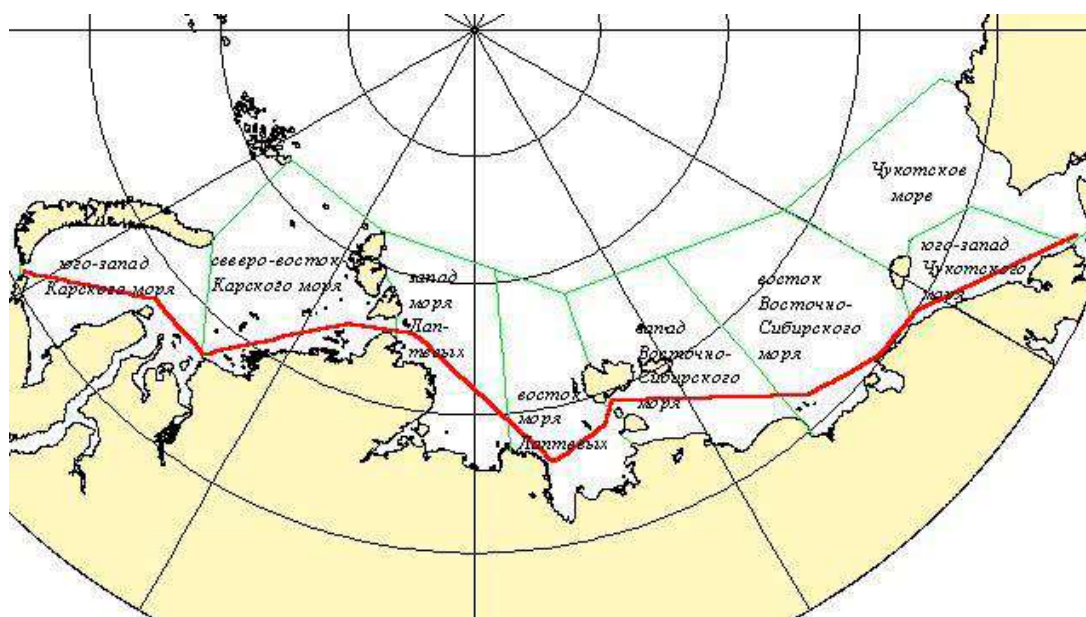 Чукотское
море
юго-запад
Карского моря
северо-восток
Карского моря
запад
моря
Лап-
тевых
восток
моря
Лаптевых
запад
Восточно-
Сибирского
моря
восток
Восточно-
Сибирского
моря
юго-запад
Чукотского
моря